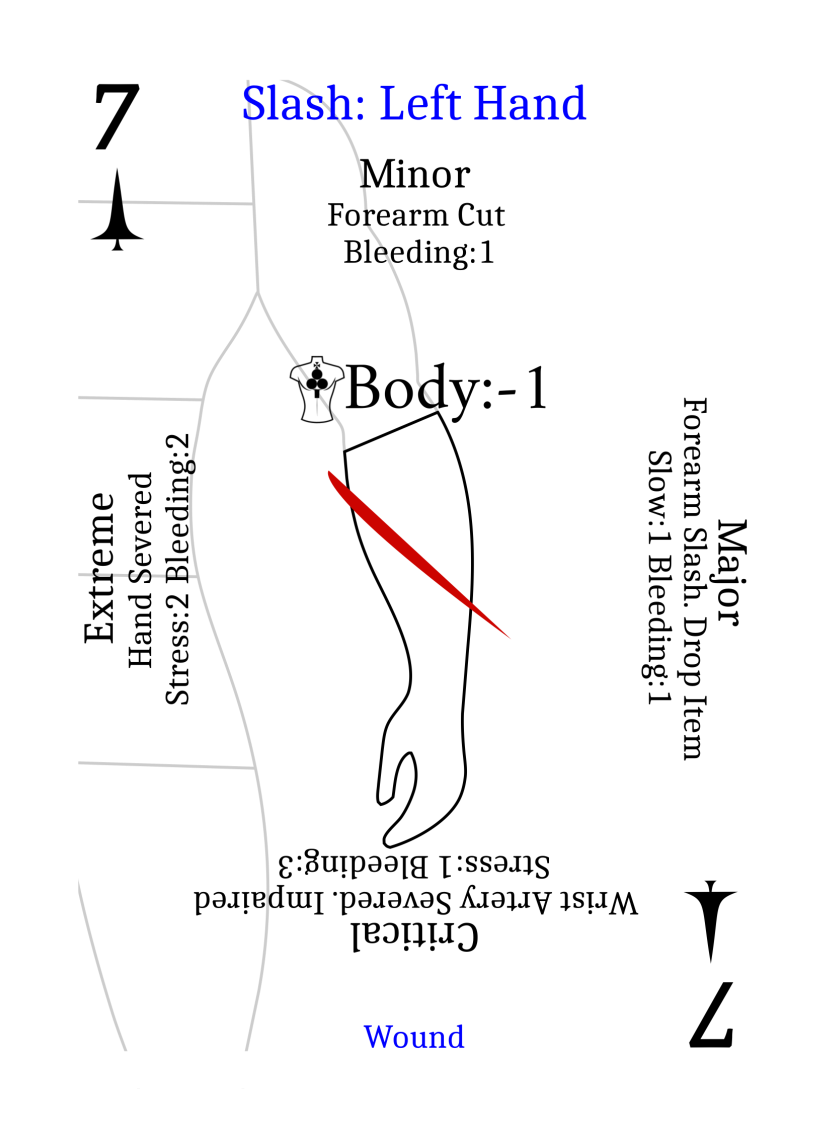 7
Slash: Left Hand
Minor
Forearm Cut
Bleeding:1
Body:-1
Major
Forearm Slash. Drop Item
Slow:1 Bleeding:1
Extreme
Hand Severed
Stress:2 Bleeding:2
Critical
Wrist Artery Severed. Impaired
Stress:1 Bleeding:3
Wound
7